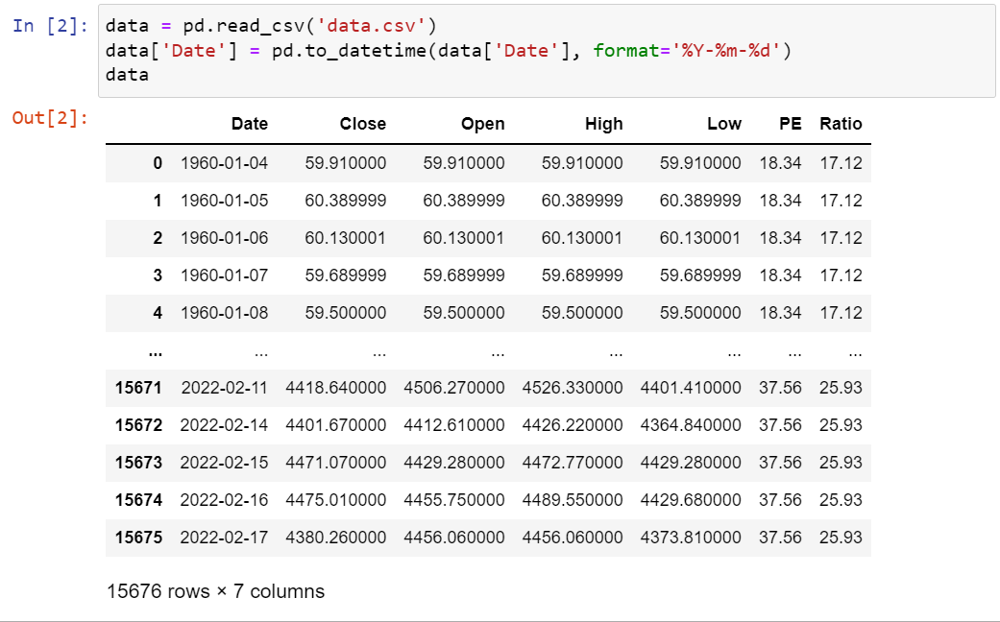 In [2]: data = pd.read_csv('data.csv')
data['Date'] = pd.to_datetime(data['Date'], format='%Y-%m-%d')
data
Out[2]:
Date Close Open High Low PE Ratio
0 1960-01-04 59.910000 59.910000 59.910000 59.910000 18.34 17.12
1 1960-01-05 60.389999 60.389999 60.389999 60.389999 18.34 17.12
2 1960-01-06 60.130001 60.130001 60.130001 60.130001 18.34 17.12
3 1960-01-07 59.689999 59.689999 59.689999 59.689999 18.34 17.12
4 1960-01-08 59.500000 59.500000 59.500000 59.500000 18.34 17.12
... ... ... ... ... ... ... ...
15671 2022-02-11 4418.640000 4506.270000 4526.330000 4401.410000 37.56 25.93
15672 2022-02-14 4401.670000 4412.610000 4426.220000 4364.840000 37.56 25.93
15673 2022-02-15 4471.070000 4429.280000 4472.770000 4429.280000 37.56 25.93
15674 2022-02-16 4475.010000 4455.750000 4489.550000 4429.680000 37.56 25.93
15675 2022-02-17 4380.260000 4456.060000 4456.060000 4373.810000 37.56 25.93
15676 rows × 7 columns